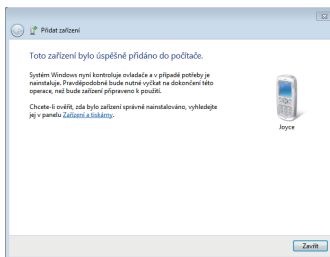 Přidat zařízení
Toto zařízení bylo úspěšně přidáno do počítače.
Systém Windows nyní kontroluje ovladače a v případě potřeby je
nainstaluje. Pravděpodobně bude nutné vyčkat na dokončení této
operace, než bude zařízení připraveno k použití.
Chcete-li ověřit, zda bylo zařízení správně nainstalováno, vyhledejte
jej v panelu Zařízení a tiskárny.
Joyce
Zavřít